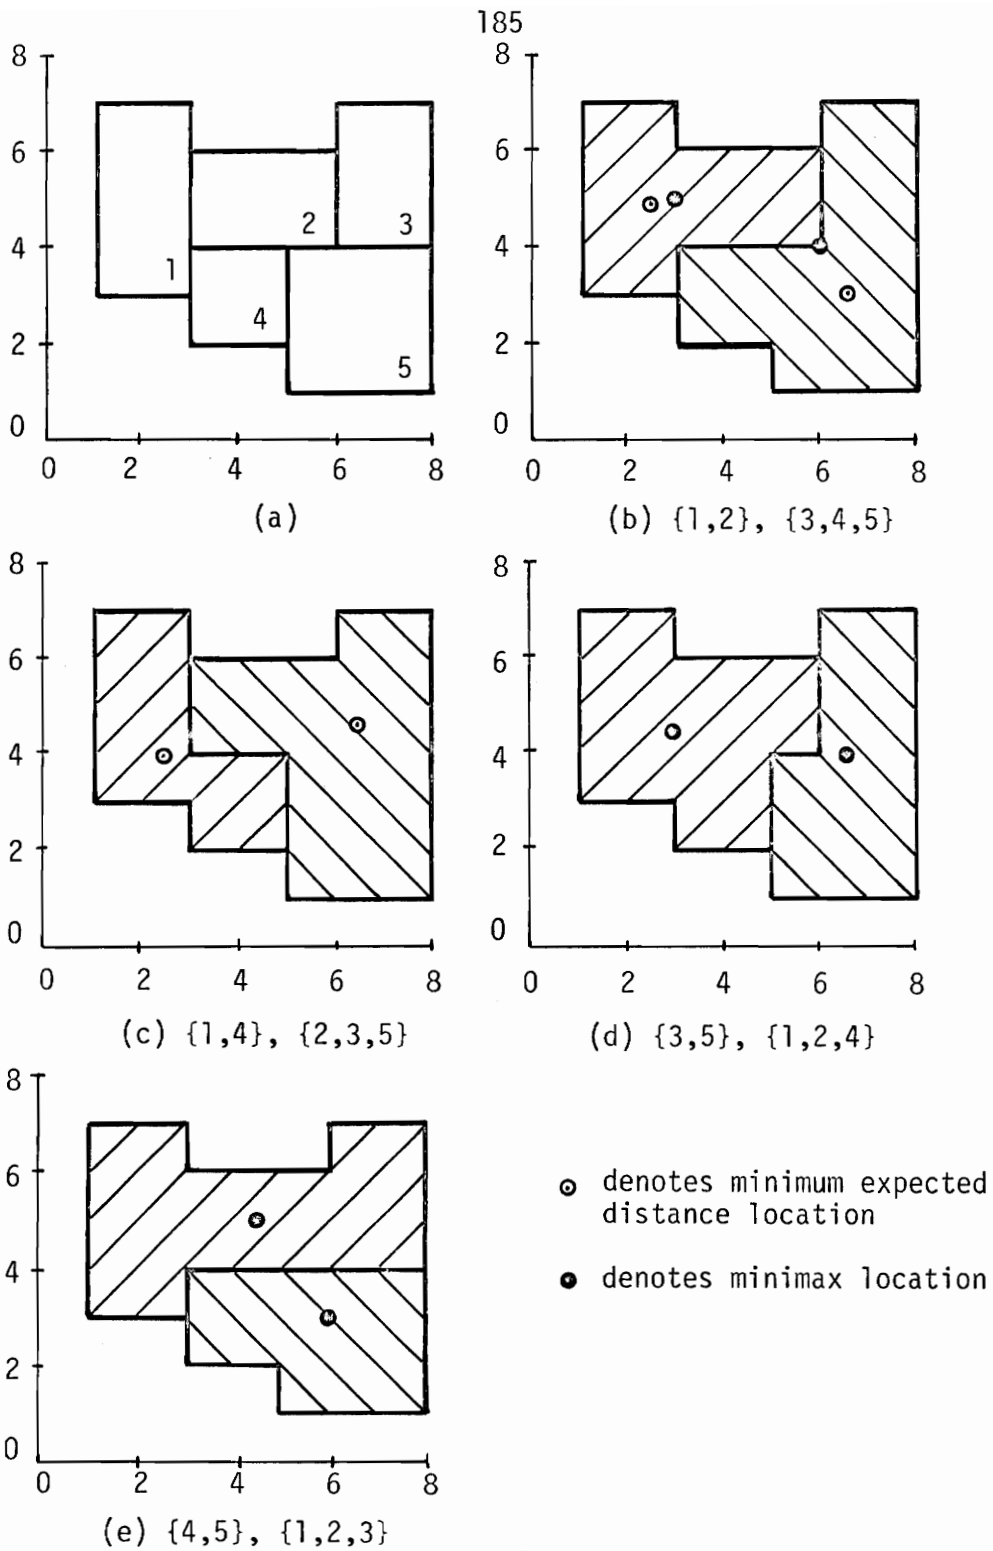 185
8
6
4
2
0
0 2 4 6 8
1
2
3
4
5
(a)
8
6
4
2
0
0 2 4 6 8
(b) {1,2}, {3,4,5}
8
6
4
2
0
0 2 4 6 8
(c) {1,4}, {2,3,5}
8
6
4
2
0
0 2 4 6 8
(d) {3,5}, {1,2,4}
8
6
4
2
0
0 2 4 6 8
(e) {4,5}, {1,2,3}
denotes minimum expected
distance location
denotes minimax location